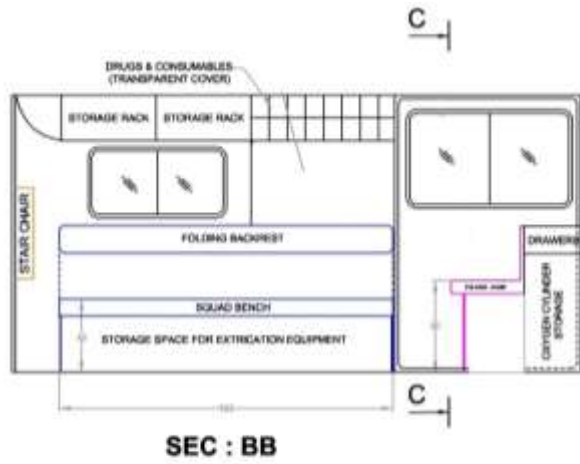 C
DRUGS & CONSUMABLES
(TRANSPARENT COVER)
STORAGE RACK
STORAGE RACK
STAIR CHAIR
FOLDING BACKREST
DRAWERS
SQUAD BENCH
OXYGEN CYLINDER
STORAGE
STORAGE SPACE FOR EXTRICATION EQUIPMENT
C
SEC : BB